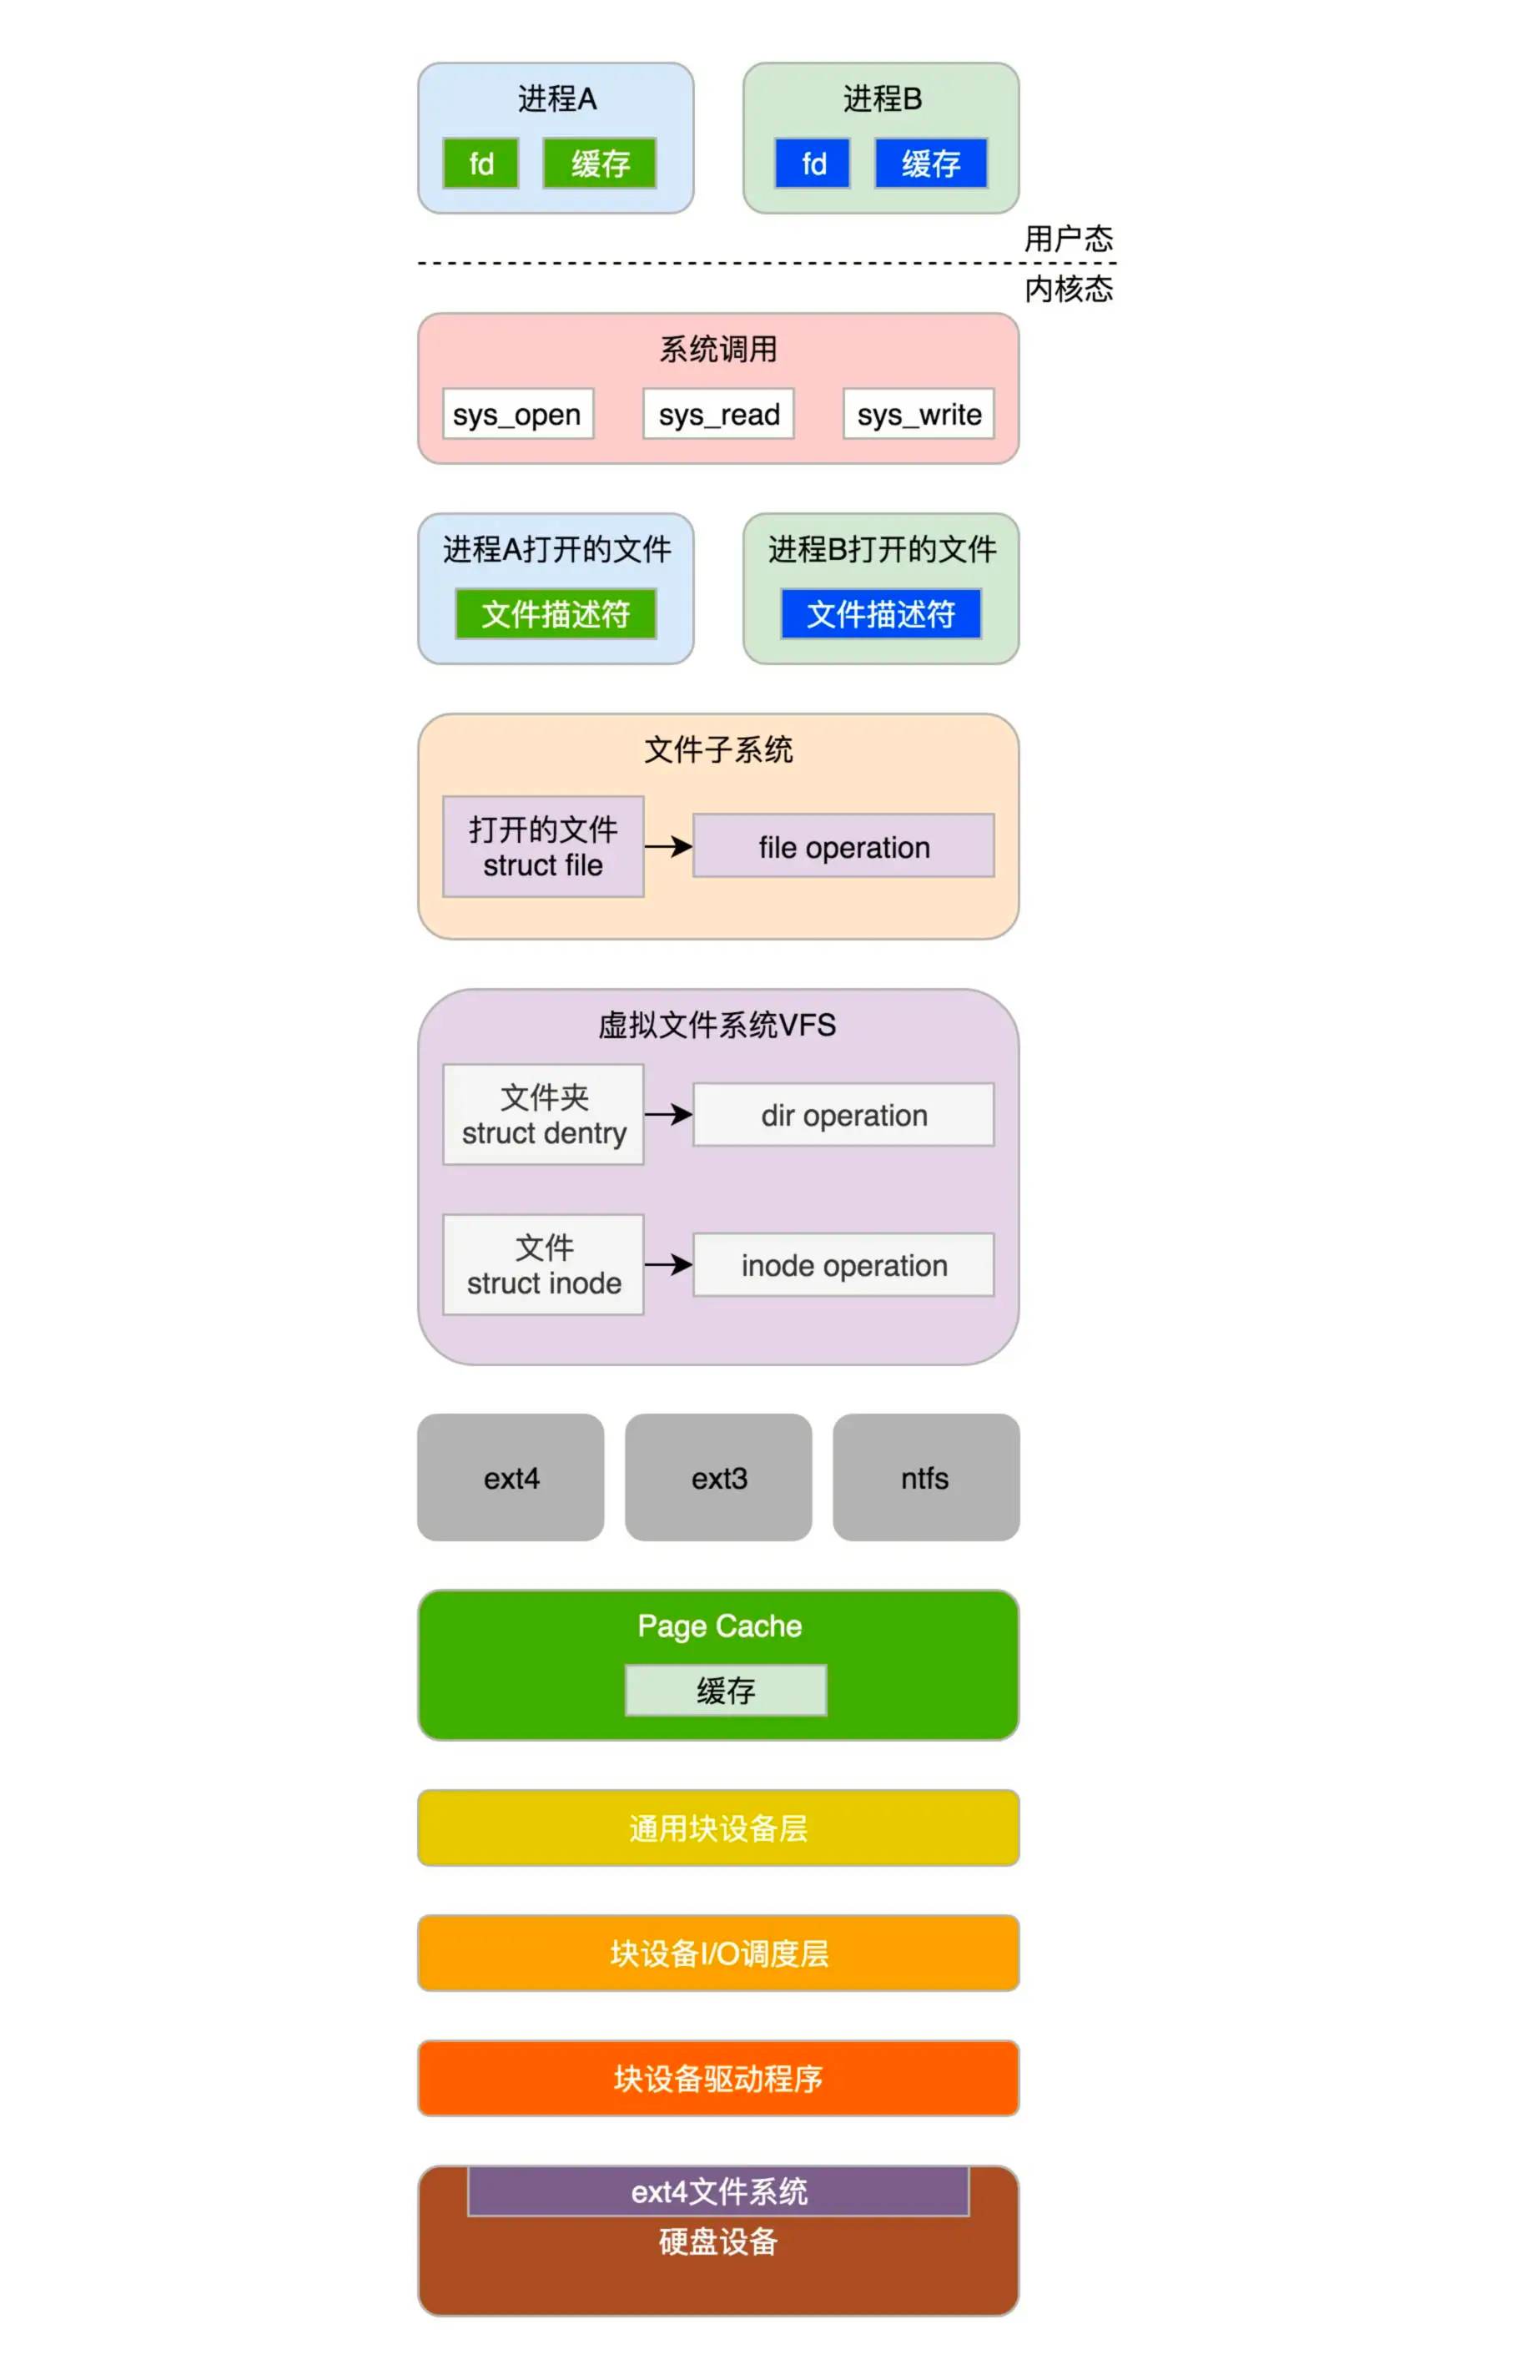 进程A
fd
缓存
进程B
fd
缓存
用户态
内核态
系统调用
sys_open
sys_read
sys_write
进程A打开的文件
文件描述符
进程B打开的文件
文件描述符
文件子系统
打开的文件
struct file
file operation
虚拟文件系统VFS
文件夹
struct dentry
dir operation
文件
struct inode
inode operation
ext4
ext3
ntfs
Page Cache
缓存
通用块设备层
块设备I/O调度层
块设备驱动程序
ext4文件系统
硬盘设备